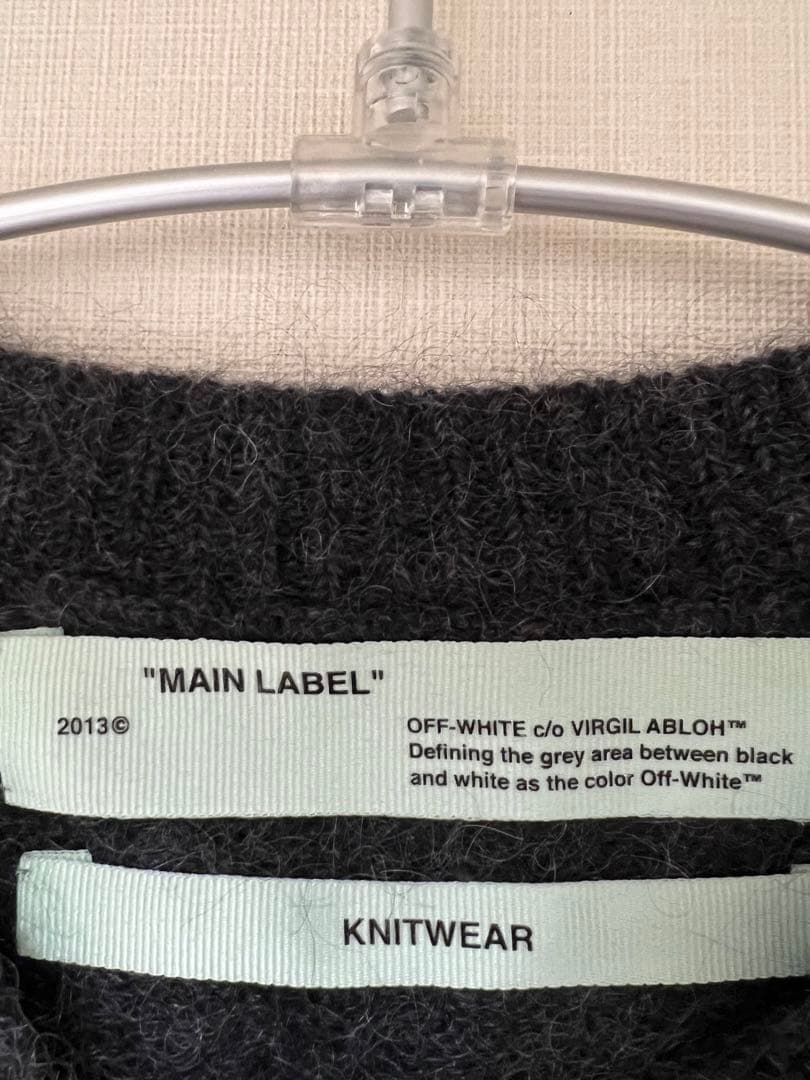 "MAIN LABEL"
2013©
OFF-WHITE c/o VIRGIL ABLOH™
Defining the grey area between black
and white as the color Off-White™
KNITWEAR